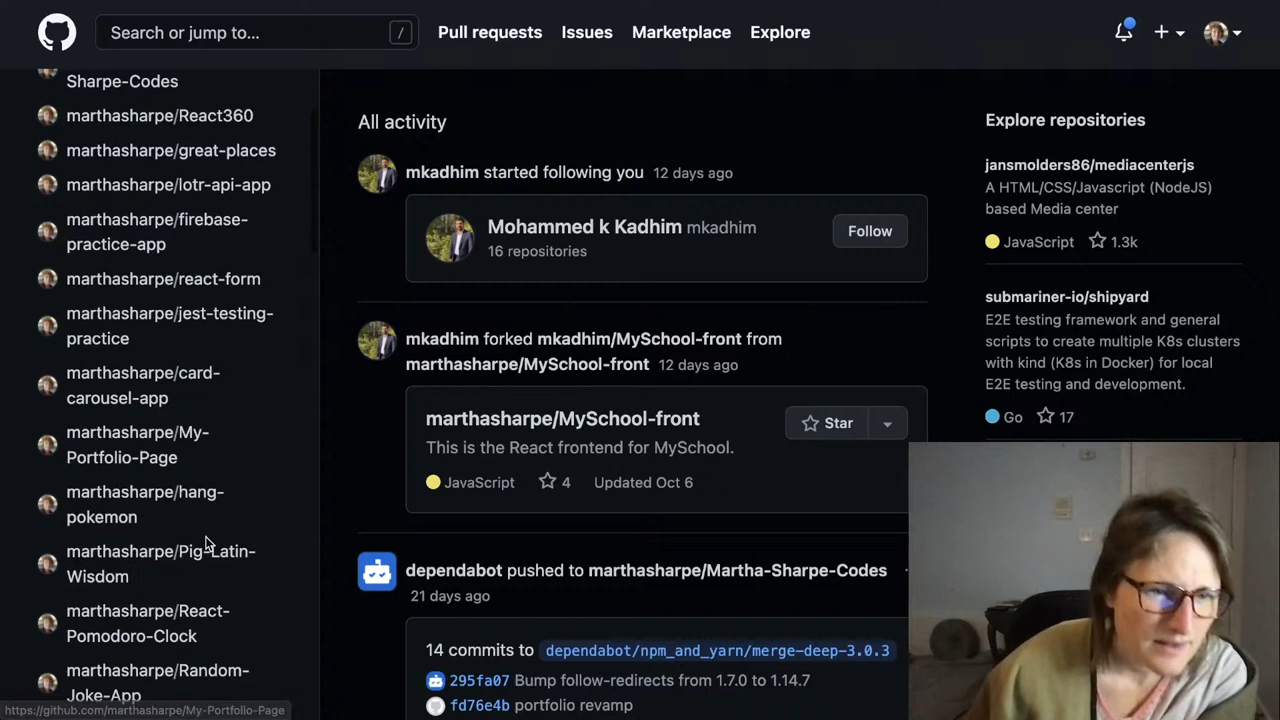 Search or jump to... /
Pull requests
Issues
Marketplace
Explore
Sharpe-Codes
marthasharpe/React360
marthasharpe/great-places
marthasharpe/lotr-api-app
marthasharpe/firebase-
practice-app
marthasharpe/react-form
marthasharpe/jest-testing-
practice
marthasharpe/card-
carousel-app
marthasharpe/My-
Portfolio-Page
marthasharpe/hang-
pokemon
marthasharpe/Pig-Latin-
Wisdom
marthasharpe/React-
Pomodoro-Clock
marthasharpe/Random-
Joke-App
https://github.com/marthasharpe/My-Portfolio-Page
All activity
mkadhim started following you 12 days ago
Mohammed k Kadhim mkadhim
16 repositories
Follow
mkadhim forked mkadhim/MySchool-front from
marthasharpe/MySchool-front 12 days ago
marthasharpe/MySchool-front
Star
This is the React frontend for MySchool.
JavaScript 4 Updated Oct 6
dependabot pushed to marthasharpe/Martha-Sharpe-Codes
21 days ago
14 commits to dependabot/npm_and_yarn/merge-deep-3.0.3
295fa07 Bump follow-redirects from 1.7.0 to 1.14.7
fd76e4b portfolio revamp
Explore repositories
jansmolders86/mediacenterjs
A HTML/CSS/Javascript (NodeJS)
based Media center
JavaScript 1.3k
submariner-io/shipyard
E2E testing framework and general
scripts to create multiple K8s clusters
with kind (K8s in Docker) for local
E2E testing and development.
Go 17